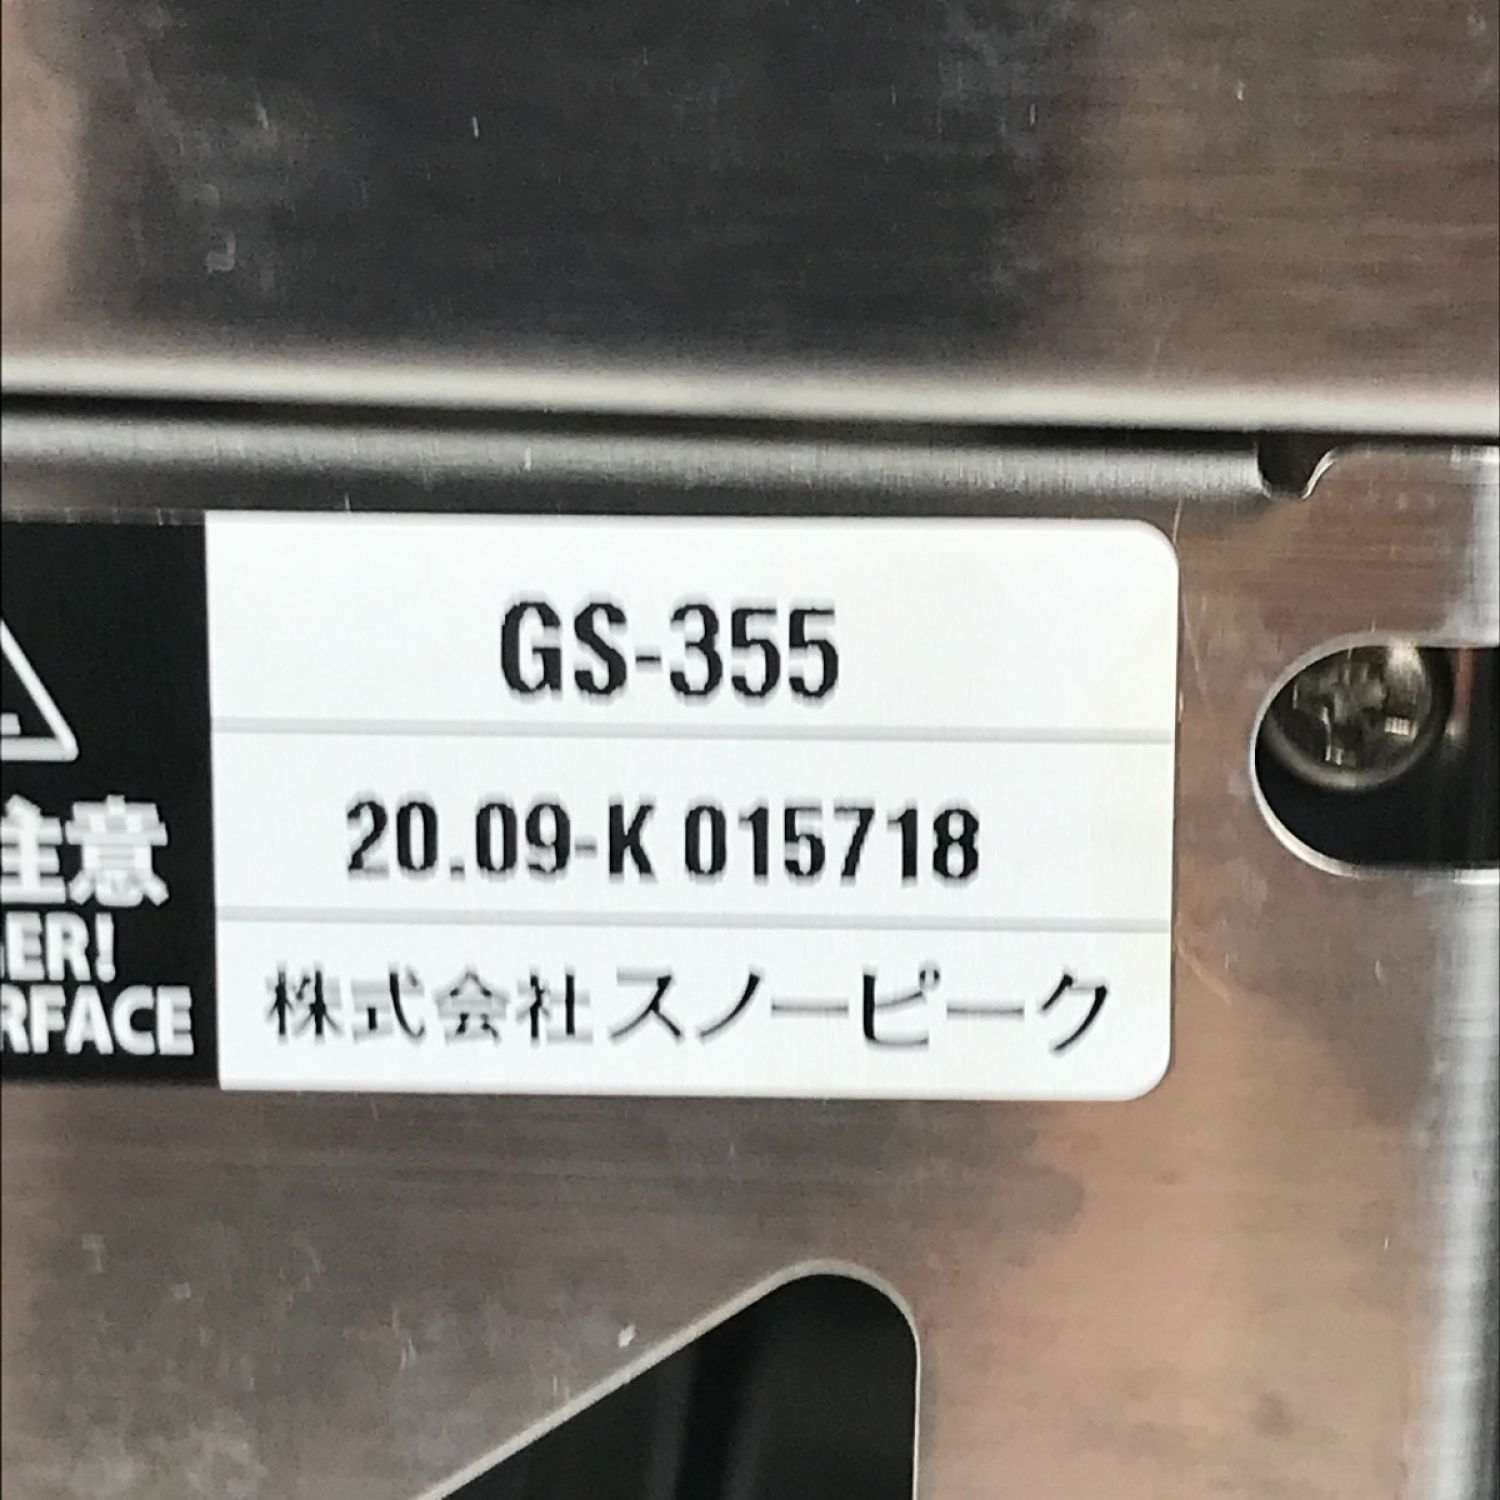 GS-355
20.09-K 015718
株式会社スノーピーク
注意
ER!
RFACE